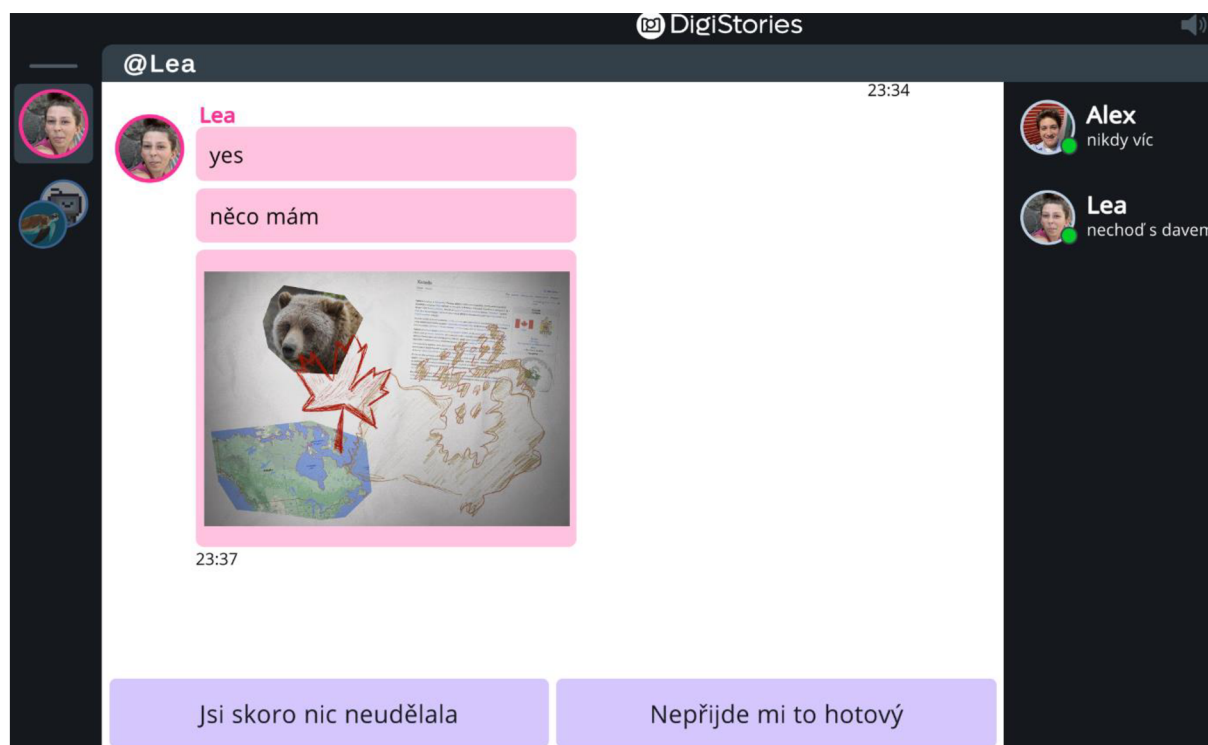 DigiStories
@Lea
23:34
Lea
yes
něco mám
23:37
Alex
nikdy víc
Lea
nechoď s davem
Jsi skoro nic neudělala
Nepřijde mi to hotový